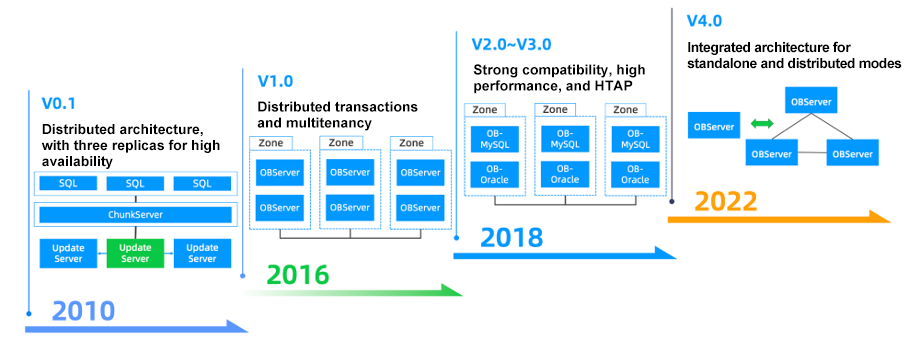 V0.1
Distributed architecture,
with three replicas for high
availability
SQL
SQL
SQL
ChunkServer
Update
Server
Update
Server
Update
Server
2010
V1.0
Distributed transactions
and multitenancy
Zone
Zone
Zone
OBServer
OBServer
OBServer
OBServer
OBServer
OBServer
2016
V2.0~V3.0
Strong compatibility, high
performance, and HTAP
Zone
Zone
Zone
OB-
MySQL
OB-
MySQL
OB-
MySQL
OB-
Oracle
OB-
Oracle
OB-
Oracle
2018
V4.0
Integrated architecture for
standalone and distributed modes
OBServer
OBServer
OBServer
OBServer
2022